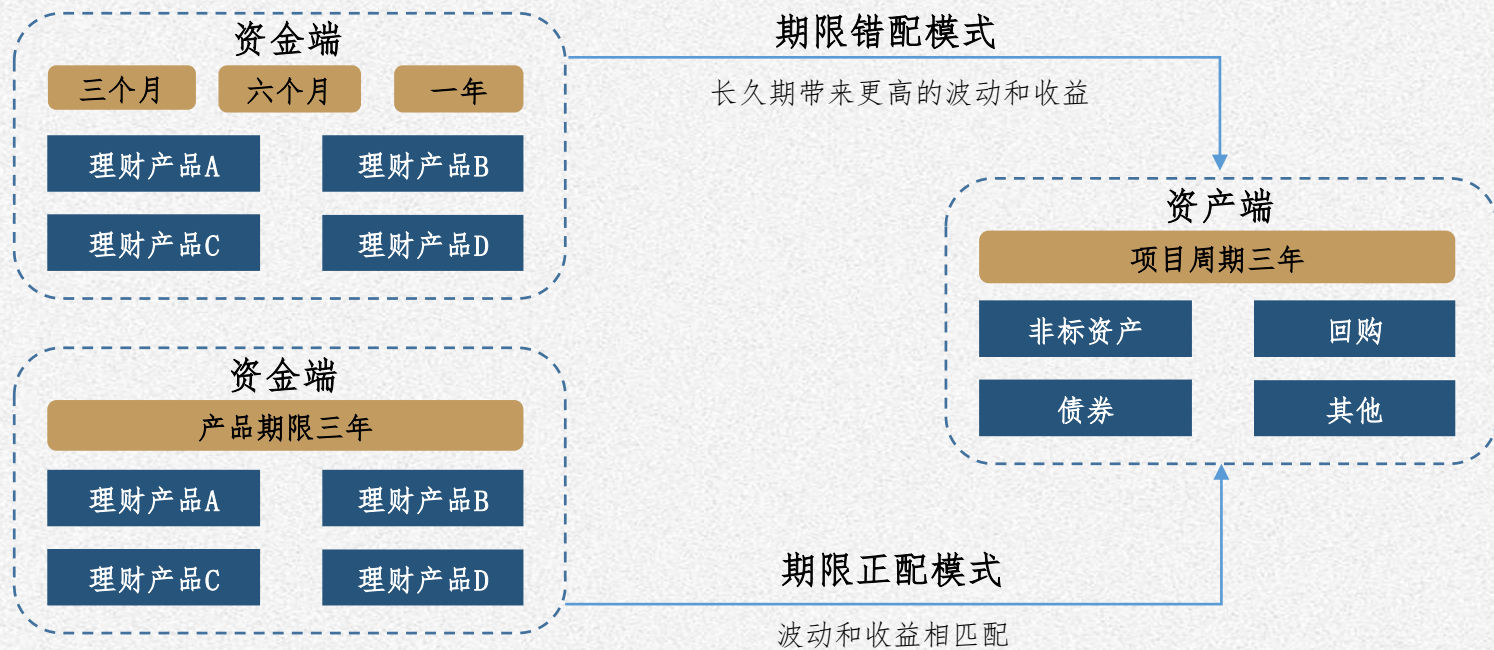 资金端
三个月
六个月
一年
理财产品A
理财产品B
理财产品C
理财产品D
期限错配模式
长久期带来更高的波动和收益
资产端
项目周期三年
非标资产
回购
债券
其他
资金端
产品期限三年
理财产品A
理财产品B
理财产品C
理财产品D
期限正配模式
波动和收益相匹配